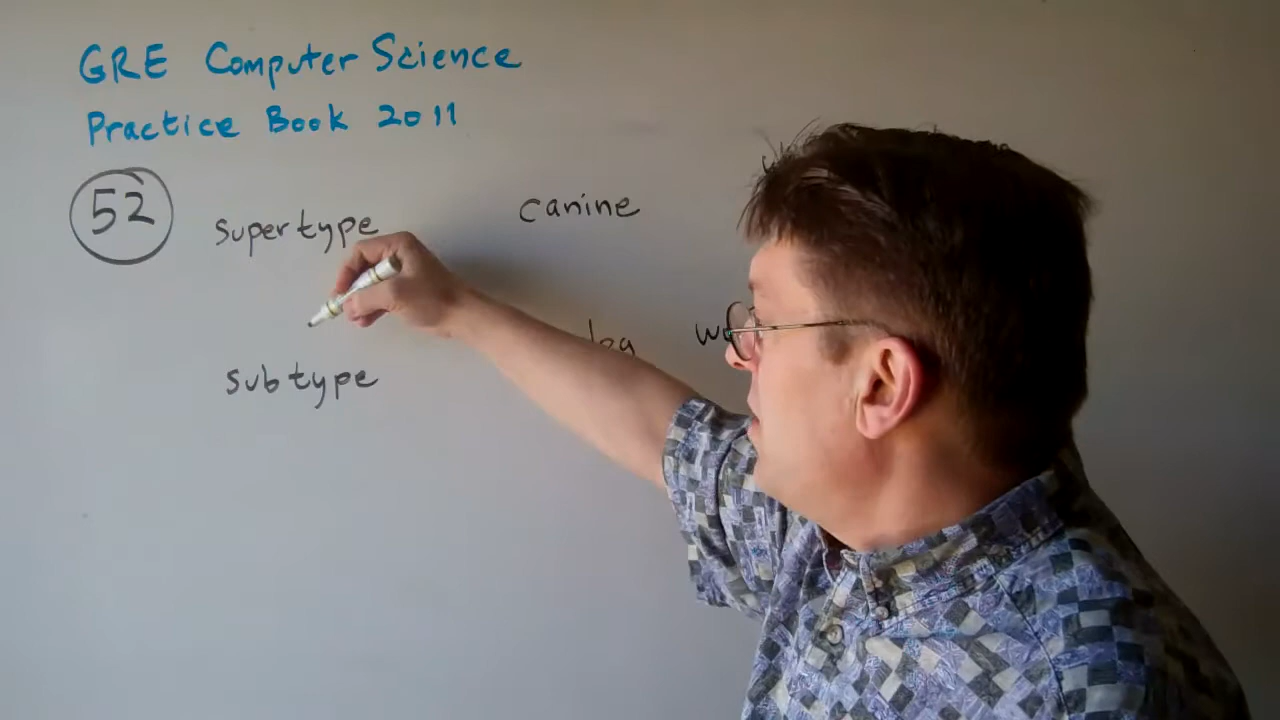 GRE Computer Science
Practice Book 2011
52
supertype canine
subtype